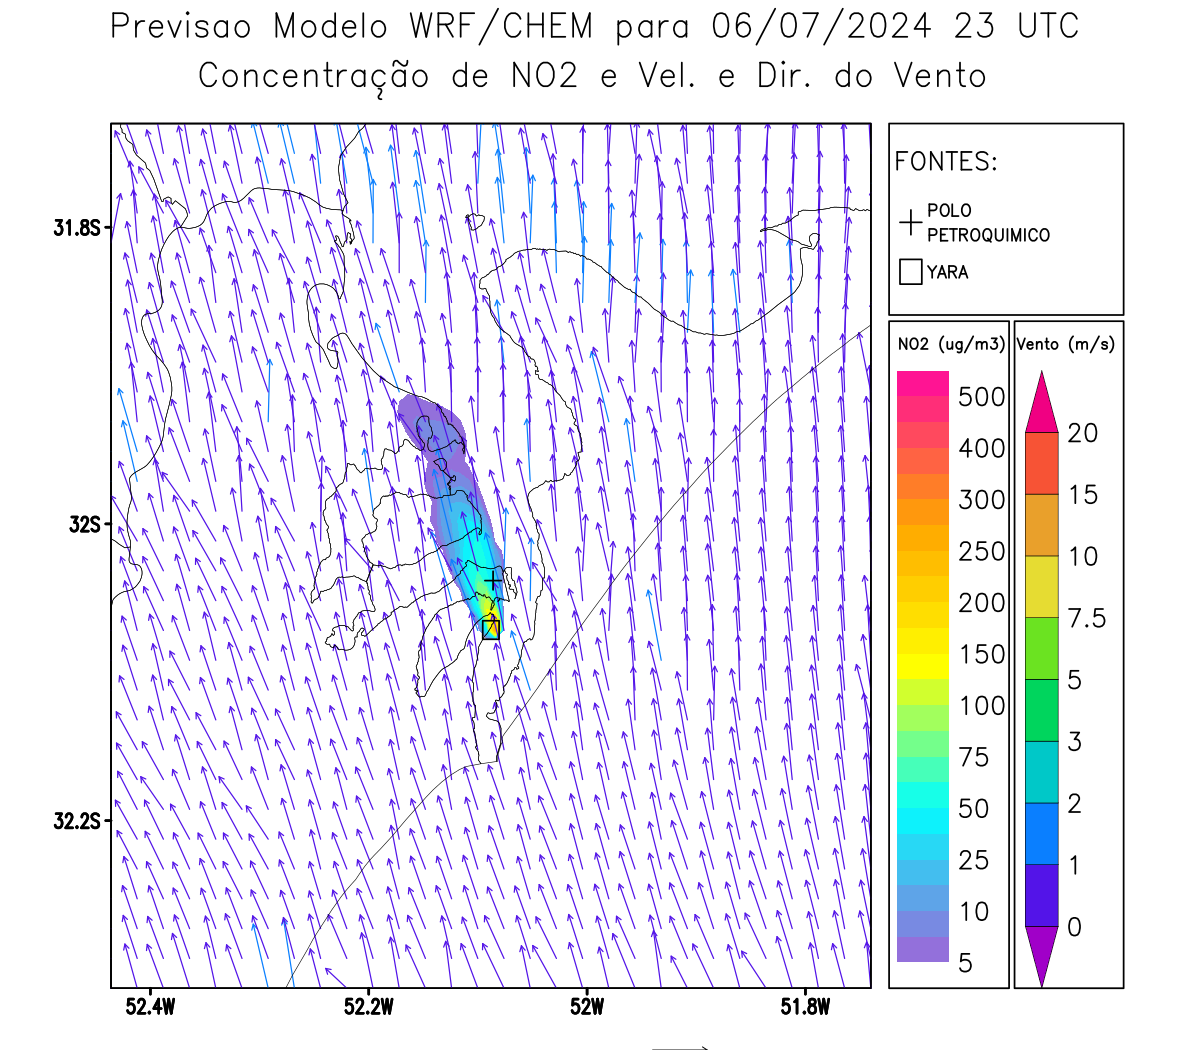 Previsao Modelo WRF/CHEM para 06/07/2024 23 UTC
Concentração de NO2 e Vel. e Dir. do Vento
FONTES:
POLO
PETROQUIMICO
YARA
31.8S
32S
32.2S
52.4W 52.2W 52W 51.8W
NO2 (ug/m3)
500
400
300
250
200
150
100
75
50
25
10
5
Vento (m/s)
20
15
10
7.5
5
3
2
1
0